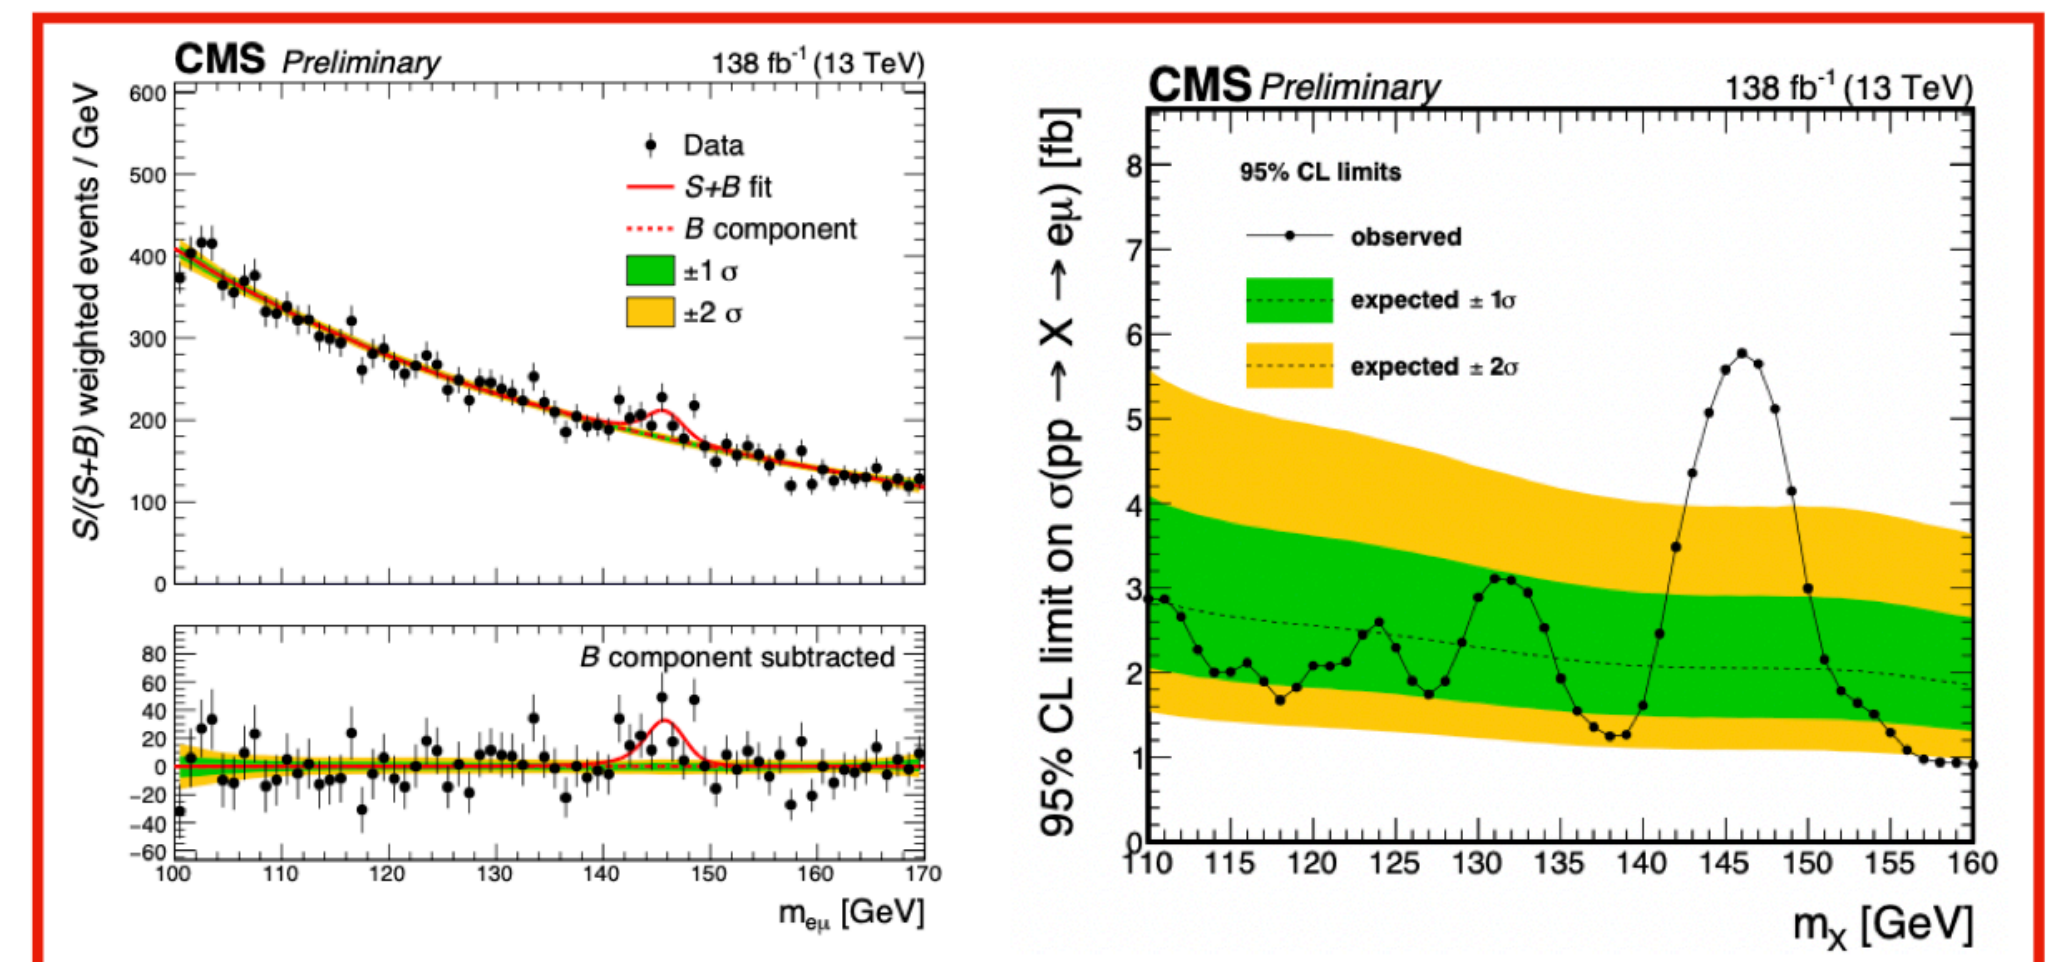 CMS Preliminary 138 fb⁻¹ (13 TeV)
S/(S+B) weighted events / GeV
600
500
400
300
200
100
0
Data
S+B fit
B component
±1 σ
±2 σ
B component subtracted
80
60
40
20
0
−20
−40
−60
100 110 120 130 140 150 160 170
m_eμ [GeV]
CMS Preliminary 138 fb⁻¹ (13 TeV)
95% CL limit on σ(pp → X → eμ) [fb]
8
7
6
5
4
3
2
1
0
95% CL limits
observed
expected ± 1σ
expected ± 2σ
110 115 120 125 130 135 140 145 150 155 160
m_X [GeV]